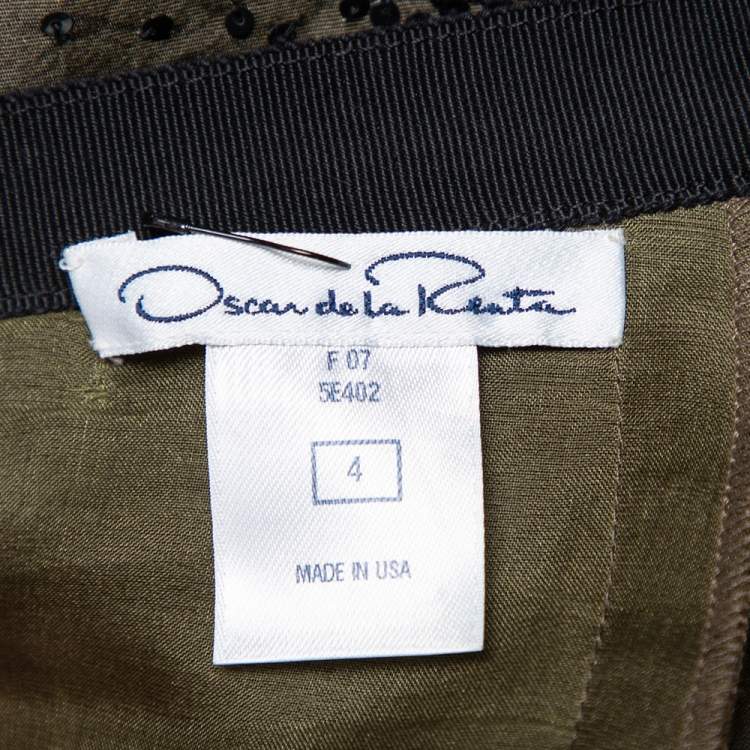 Oscar de la Renta
F 07
5E402
4
MADE IN USA